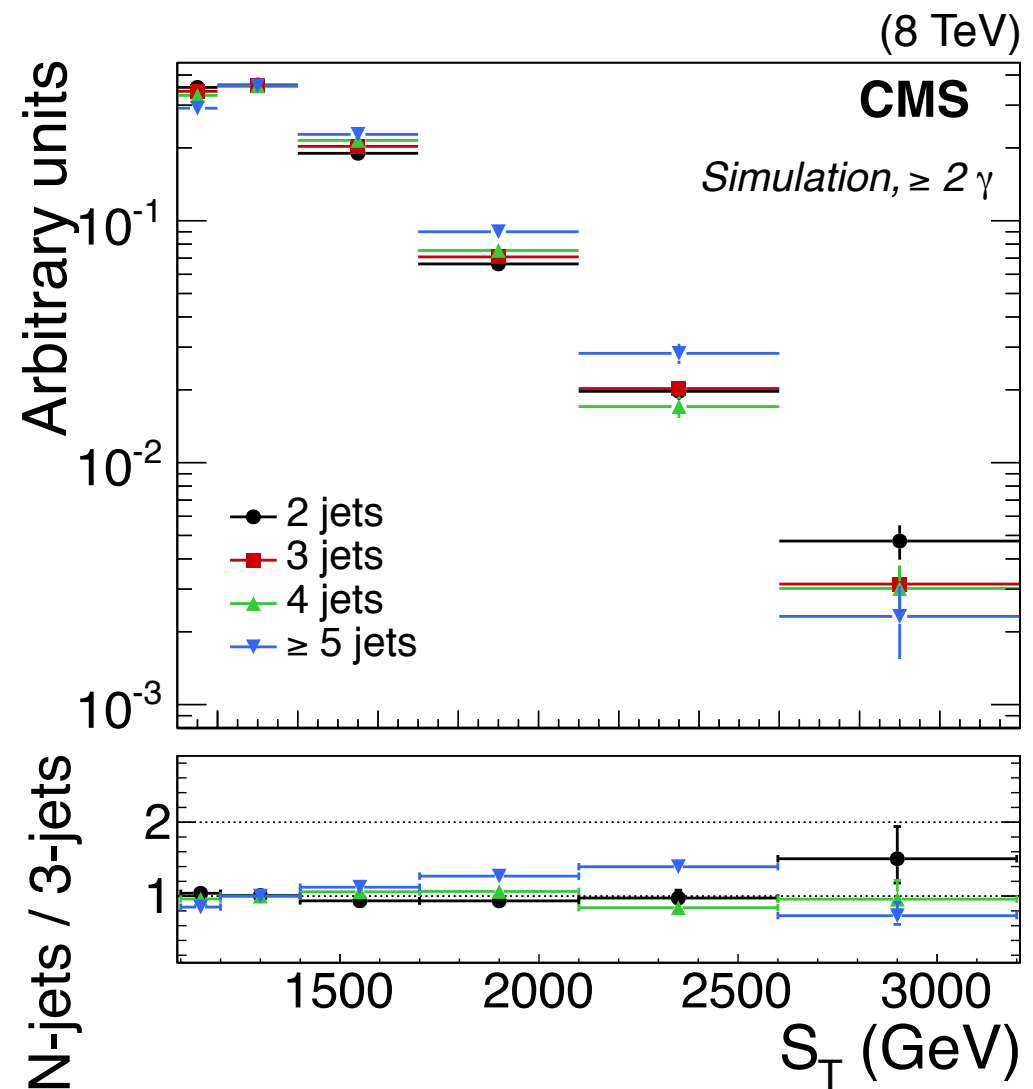 (8 TeV)
CMS
Simulation, ≥ 2 γ
Arbitrary units
10⁻¹
10⁻²
10⁻³
2 jets
3 jets
4 jets
≥ 5 jets
N-jets / 3-jets
2
1
1500 2000 2500 3000
S_T (GeV)